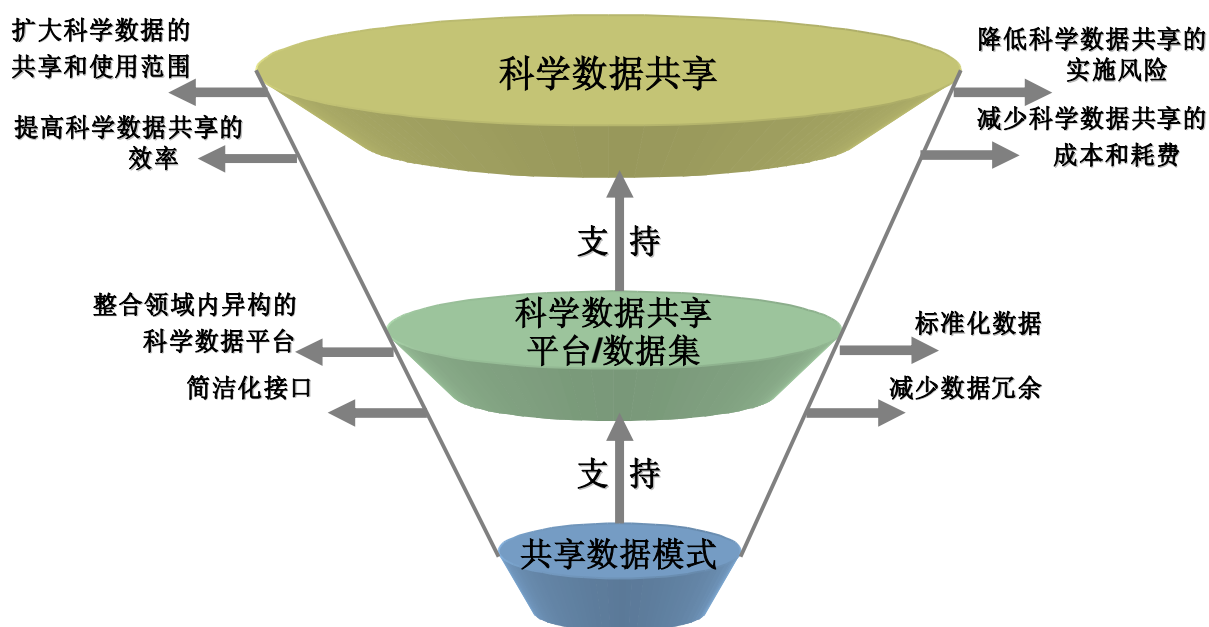 扩大科学数据的
共享和使用范围
提高科学数据共享的
效率
科学数据共享
降低科学数据共享的
实施风险
减少科学数据共享的
成本和耗费
支 持
整合领域内异构的
科学数据平台
简洁化接口
科学数据共享
平台/数据集
标准化数据
减少数据冗余
支 持
共享数据模式